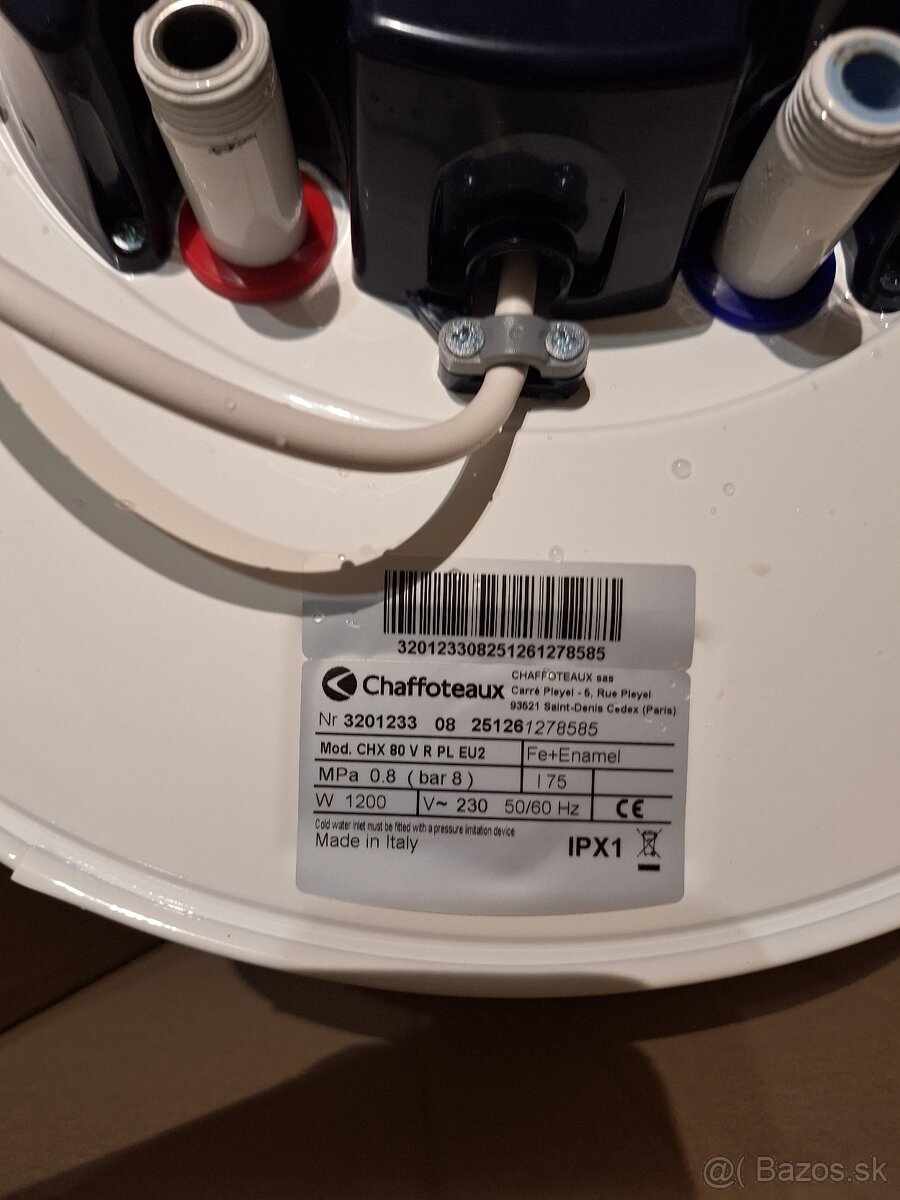 320123308251261278585
Chaffoteaux
CHAFFOTEAUX sas
Carré Pleyel - 5, Rue Pleyel
93521 Saint-Denis Cedex (Paris)
Nr 3201233 08 251261278585
Mod. CHX 80 V R PL EU2
Fe+Enamel
MPa 0.8 (bar 8)
l 75
W 1200
V~ 230 50/60 Hz
CE
Cold water inlet must be fitted with a pressure limitation device
Made in Italy
IPX1
@( Bazos.sk